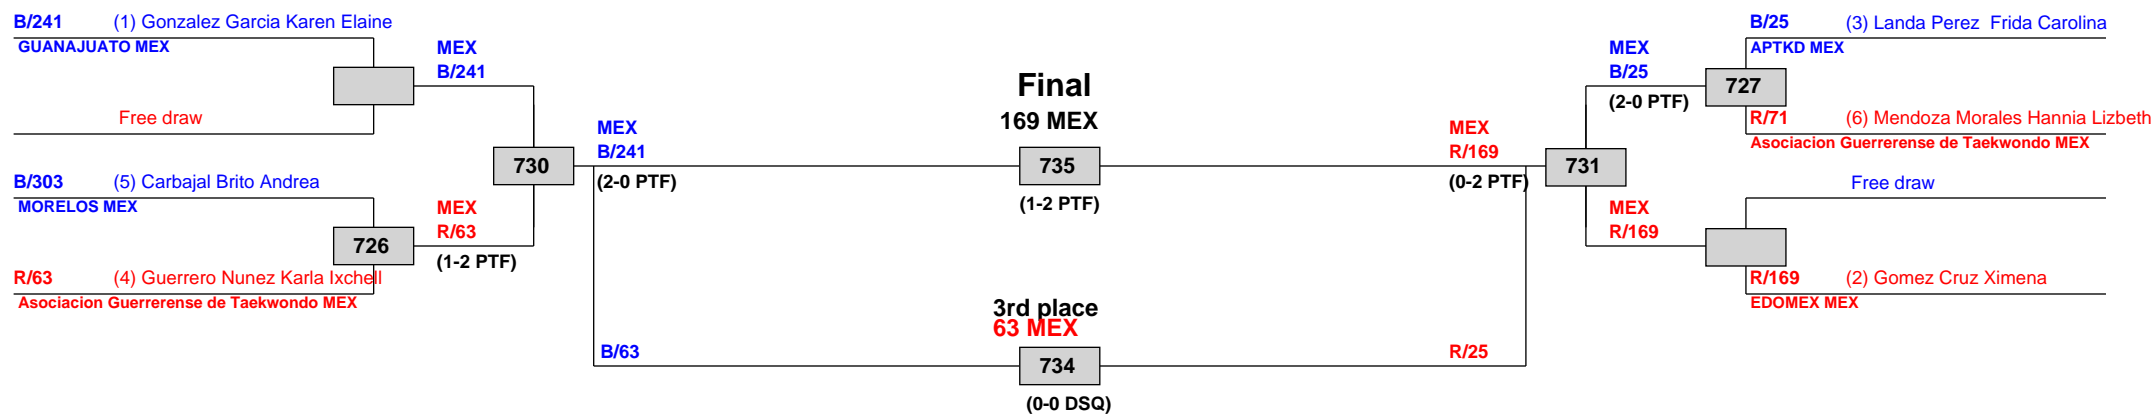 B/241 (1) Gonzalez Garcia Karen Elaine
GUANAJUATO MEX
Free draw
B/303 (5) Carbajal Brito Andrea
MORELOS MEX
R/63 (4) Guerrero Nunez Karla Ixchell
Asociacion Guerrerense de Taekwondo MEX
MEX
B/241
726
MEX
R/63
(1-2 PTF)
730
MEX
B/241
(2-0 PTF)
B/63
Final
169 MEX
735
(1-2 PTF)
3rd place
63 MEX
734
(0-0 DSQ)
MEX
R/169
(0-2 PTF)
R/25
731
MEX
B/25
(2-0 PTF)
MEX
R/169
727
B/25 (3) Landa Perez  Frida Carolina
APTKD MEX
R/71 (6) Mendoza Morales Hannia Lizbeth
Asociacion Guerrerense de Taekwondo MEX
Free draw
R/169 (2) Gomez Cruz Ximena
EDOMEX MEX